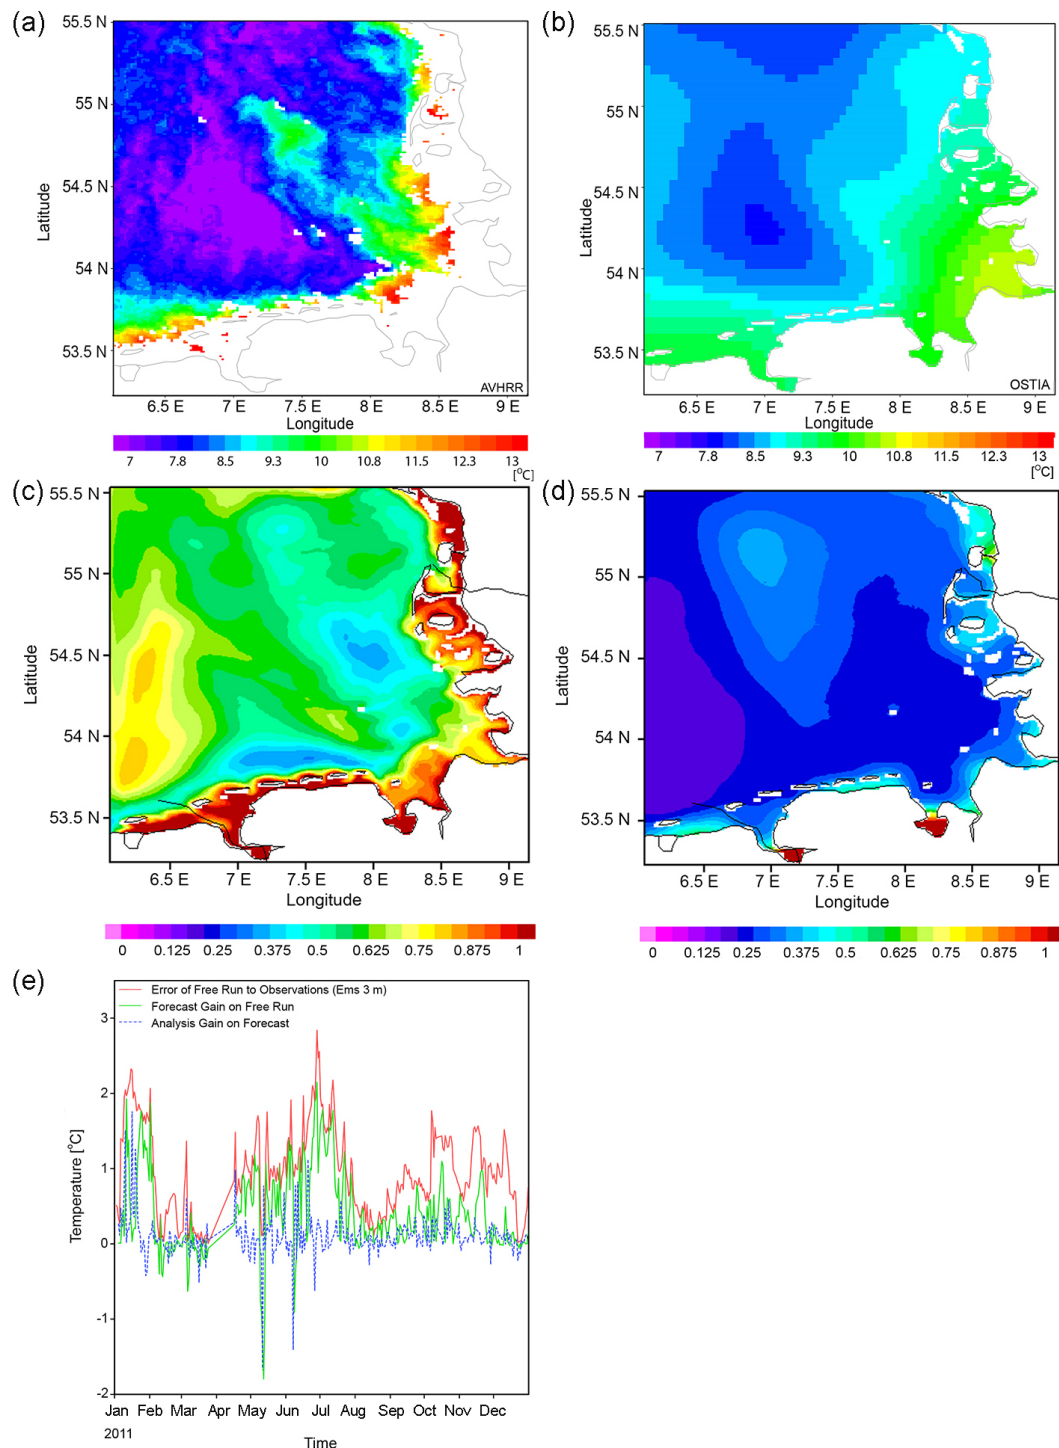 (a)
55.5 N
55 N
54.5 N
54 N
53.5 N
Latitude
AVHRR
6.5 E 7 E 7.5 E 8 E 8.5 E 9 E
Longitude
7 7.8 8.5 9.3 10 10.8 11.5 12.3 13
[°C]
(b)
55.5 N
55 N
54.5 N
54 N
53.5 N
Latitude
OSTIA
6.5 E 7 E 7.5 E 8 E 8.5 E 9 E
Longitude
7 7.8 8.5 9.3 10 10.8 11.5 12.3 13
[°C]
(c)
55.5 N
55 N
54.5 N
54 N
53.5 N
Latitude
6.5 E 7 E 7.5 E 8 E 8.5 E 9 E
Longitude
0 0.125 0.25 0.375 0.5 0.625 0.75 0.875 1
(d)
55.5 N
55 N
54.5 N
54 N
53.5 N
Latitude
6.5 E 7 E 7.5 E 8 E 8.5 E 9 E
Longitude
0 0.125 0.25 0.375 0.5 0.625 0.75 0.875 1
(e)
Error of Free Run to Observations (Ems 3 m)
Forecast Gain on Free Run
Analysis Gain on Forecast
3
2
1
0
-1
-2
Temperature [°C]
Jan Feb Mar Apr May Jun Jul Aug Sep Oct Nov Dec
2011
Time